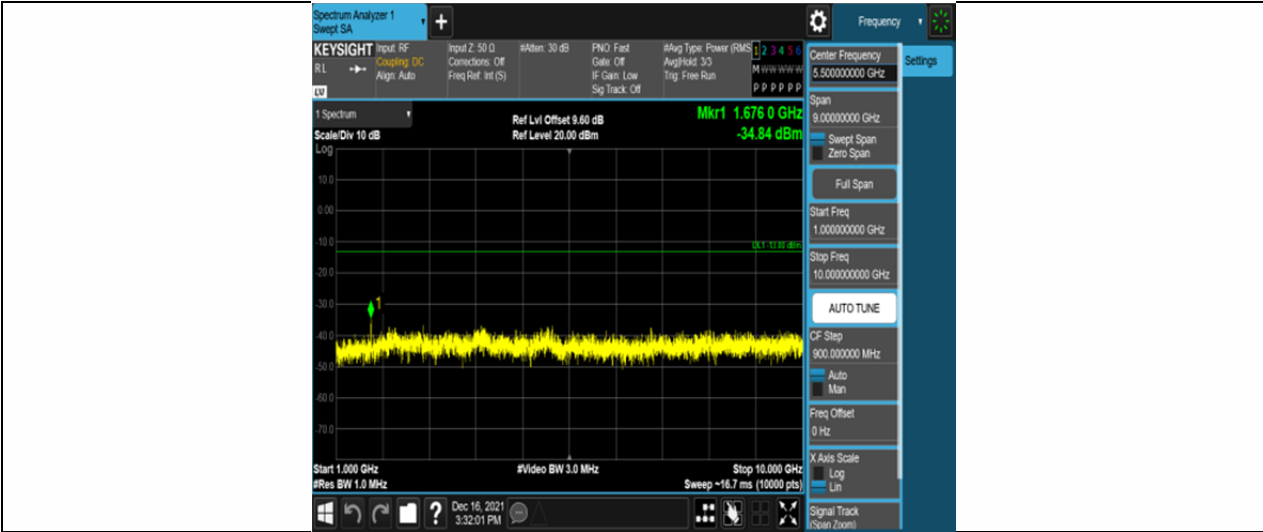 Spectrum Analyzer 1
Swept SA
+
Frequency
KEYSIGHT
RL
LV
Input: RF
Coupling: DC
Align: Auto
Input Z: 50 Ω
Corrections: Off
Freq Ref: Int (S)
#Atten: 30 dB
PNO: Fast
Gate: Off
IF Gain: Low
Sig Track: Off
#Avg Type: Power (RMS
Avg|Hold: 3/3
Trig: Free Run
1 2 3 4 5 6
M W W W W W
P P P P P P
1 Spectrum
Scale/Div 10 dB
Log
Ref Lvl Offset 9.60 dB
Ref Level 20.00 dBm
Mkr1 1.676 0 GHz
-34.84 dBm
10.0
0.00
-10.0
-20.0
-30.0
-40.0
-50.0
-60.0
-70.0
DL1 -13.00 dBm
1
Start 1.000 GHz
#Res BW 1.0 MHz
#Video BW 3.0 MHz
Stop 10.000 GHz
Sweep ~16.7 ms (10000 pts)
Center Frequency
5.500000000 GHz
Settings
Span
9.00000000 GHz
Swept Span
Zero Span
Full Span
Start Freq
1.000000000 GHz
Stop Freq
10.000000000 GHz
AUTO TUNE
CF Step
900.000000 MHz
Auto
Man
Freq Offset
0 Hz
X Axis Scale
Log
Lin
Signal Track
(Span Zoom)
?
Dec 16, 2021
3:32:01 PM